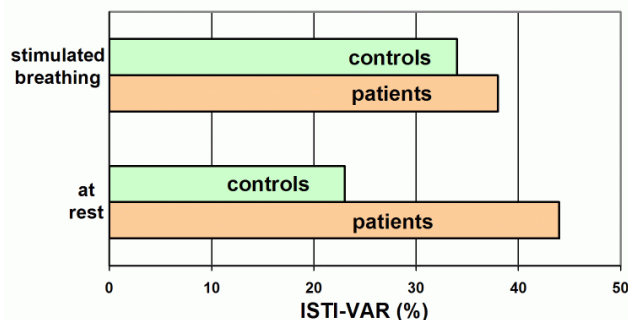 stimulated
breathing
controls
patients
at
rest
controls
patients
0 10 20 30 40 50
ISTI-VAR (%)